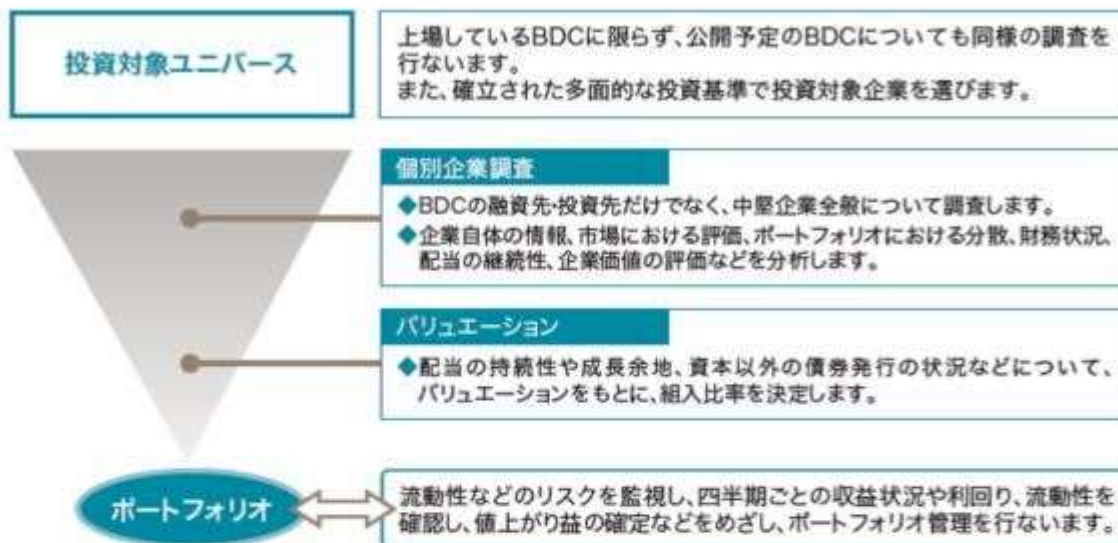 投資対象ユニバース
上場しているBDCに限らず、公開予定のBDCについても同様の調査を
行ないます。
また、確立された多面的な投資基準で投資対象企業を選びます。
個別企業調査
◆BDCの融資先・投資先だけでなく、中堅企業全般について調査します。
◆企業自体の情報、市場における評価、ポートフォリオにおける分散、財務状況、
配当の継続性、企業価値の評価などを分析します。
バリュエーション
◆配当の持続性や成長余地、資本以外の債券発行の状況などについて、
バリュエーションをもとに、組入比率を決定します。
ポートフォリオ
流動性などのリスクを監視し、四半期ごとの収益状況や利回り、流動性を
確認し、値上がり益の確定などをめざし、ポートフォリオ管理を行ないます。